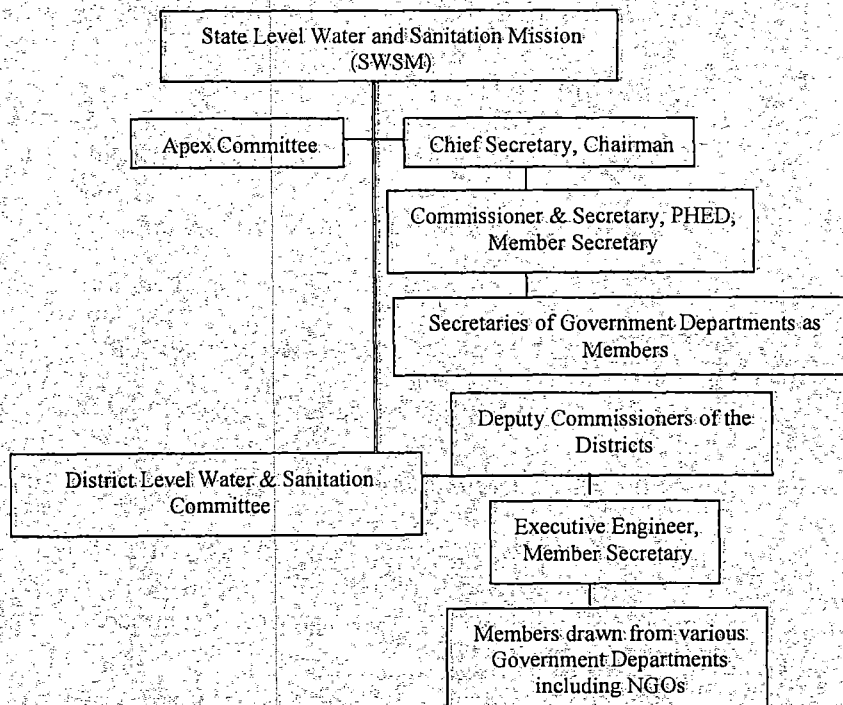 State Level Water and Sanitation Mission
(SWSM)
Apex Committee
Chief Secretary, Chairman
Commissioner & Secretary, PHED,
Member Secretary
Secretaries of Government Departments as
Members
Deputy Commissioners of the
Districts
District Level Water & Sanitation
Committee
Executive Engineer,
Member Secretary
Members drawn from various
Government Departments
including NGOs